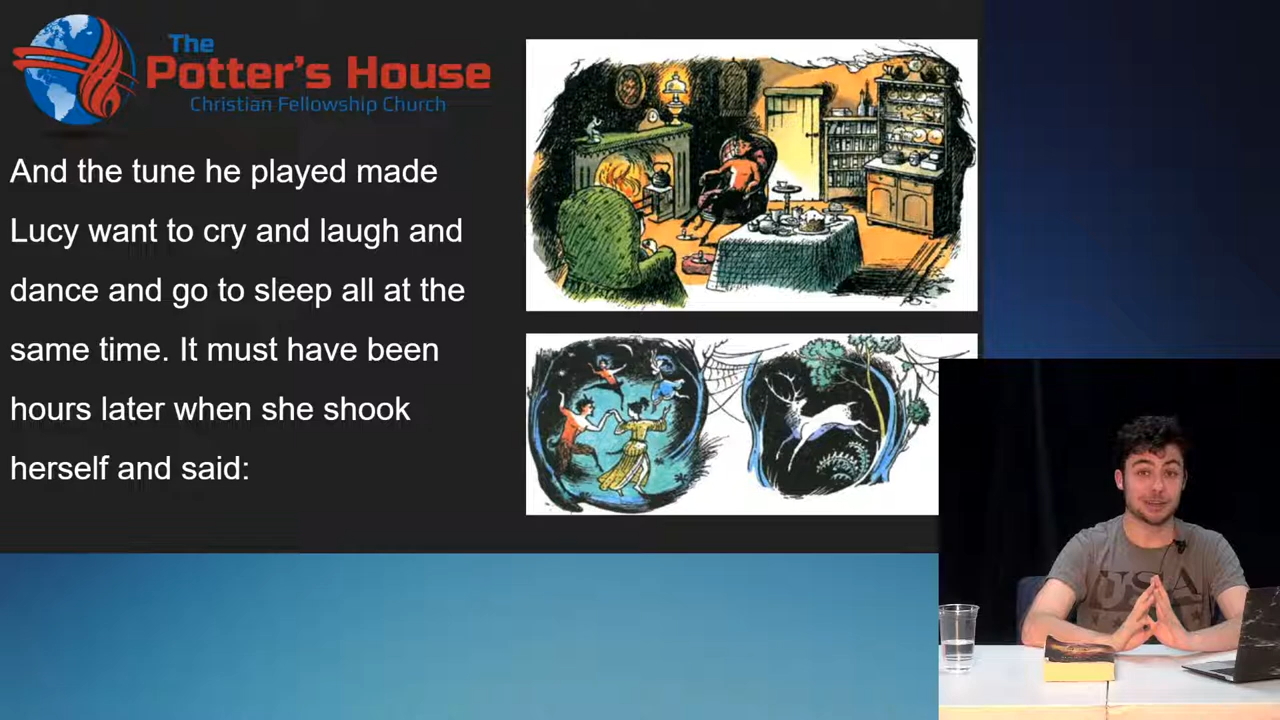 The
Potter's House
Christian Fellowship Church
And the tune he played made
Lucy want to cry and laugh and
dance and go to sleep all at the
same time. It must have been
hours later when she shook
herself and said:
USA